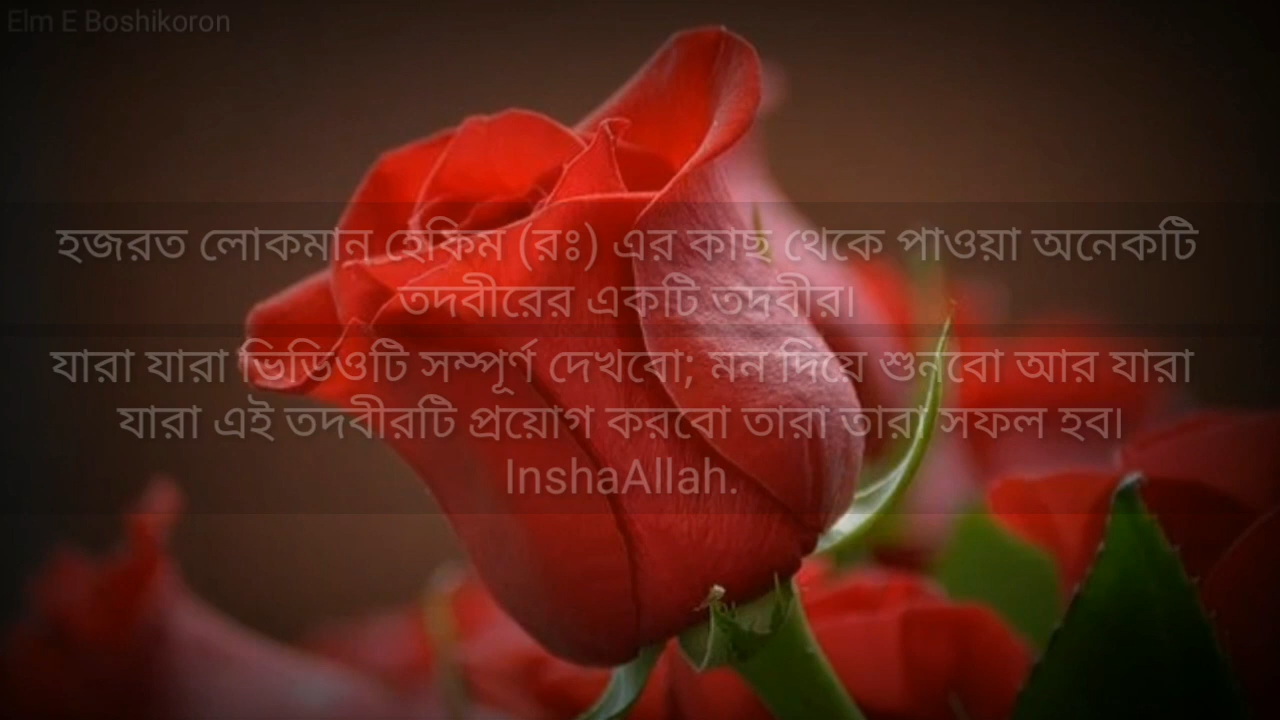 Elm E Boshikoron
হজরত লোকমান হেকিম (রঃ) এর কাছ থেকে পাওয়া অনেকটি
তদবীরের একটি তদবীর।
যারা যারা ভিডিওটি সম্পূর্ণ দেখবো; মন দিয়ে শুনবো আর যারা
যারা এই তদবীরটি প্রয়োগ করবো তারা তারা সফল হব।
InshaAllah.